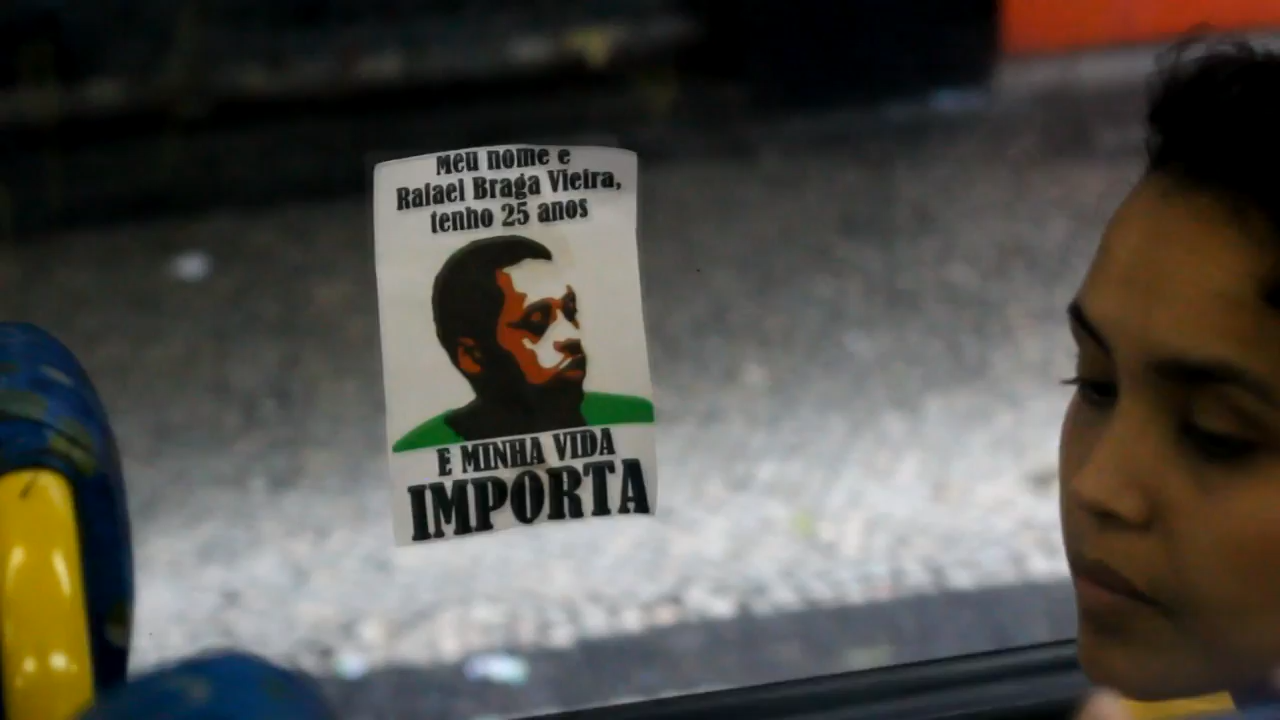 Meu nome e
Rafael Braga Vieira,
tenho 25 anos
E MINHA VIDA
IMPORTA